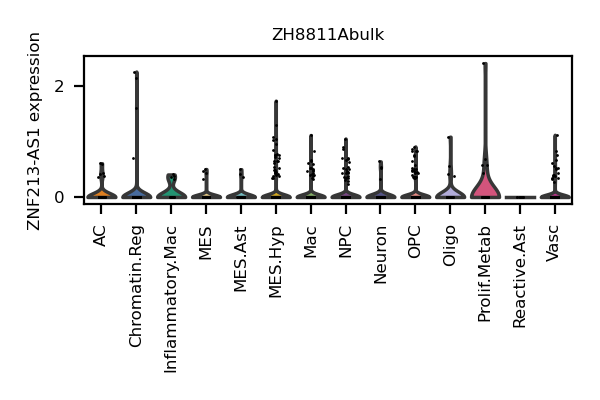 ZH8811Abulk
ZNF213-AS1 expression
2
0
AC
Chromatin.Reg
Inflammatory.Mac
MES
MES.Ast
MES.Hyp
Mac
NPC
Neuron
OPC
Oligo
Prolif.Metab
Reactive.Ast
Vasc